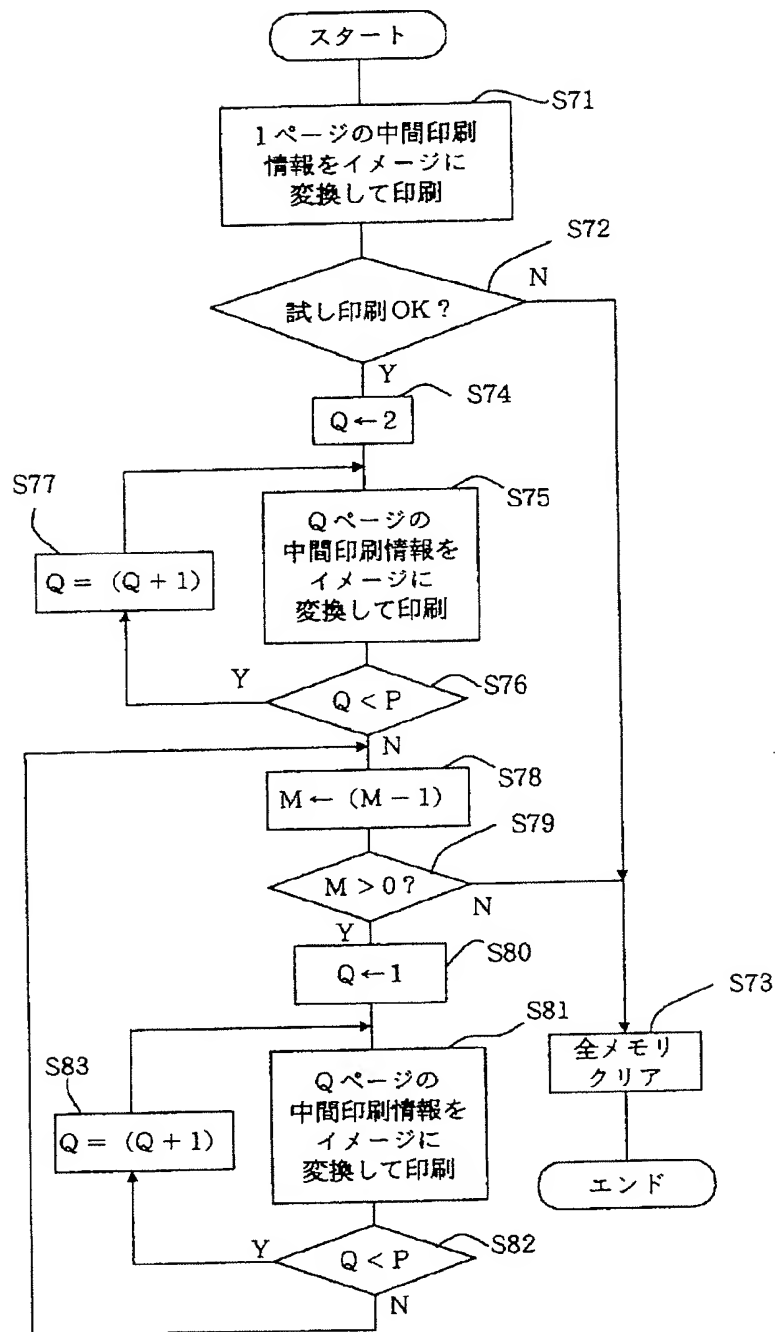 スタート
S71
1ページの中間印刷
情報をイメージに
変換して印刷
S72
N
試し印刷OK?
Y
S74
Q←2
S77
S75
Qページの
中間印刷情報を
イメージに
変換して印刷
Q= (Q+1)
Y
S76
Q<P
N
S78
M← (M-1)
S79
M>0?
N
Y
S80
Q←1
S73
S81
全メモリ
クリア
S83
Qページの
中間印刷情報を
イメージに
変換して印刷
Q= (Q+1)
エンド
S82
Y
Q<P
N